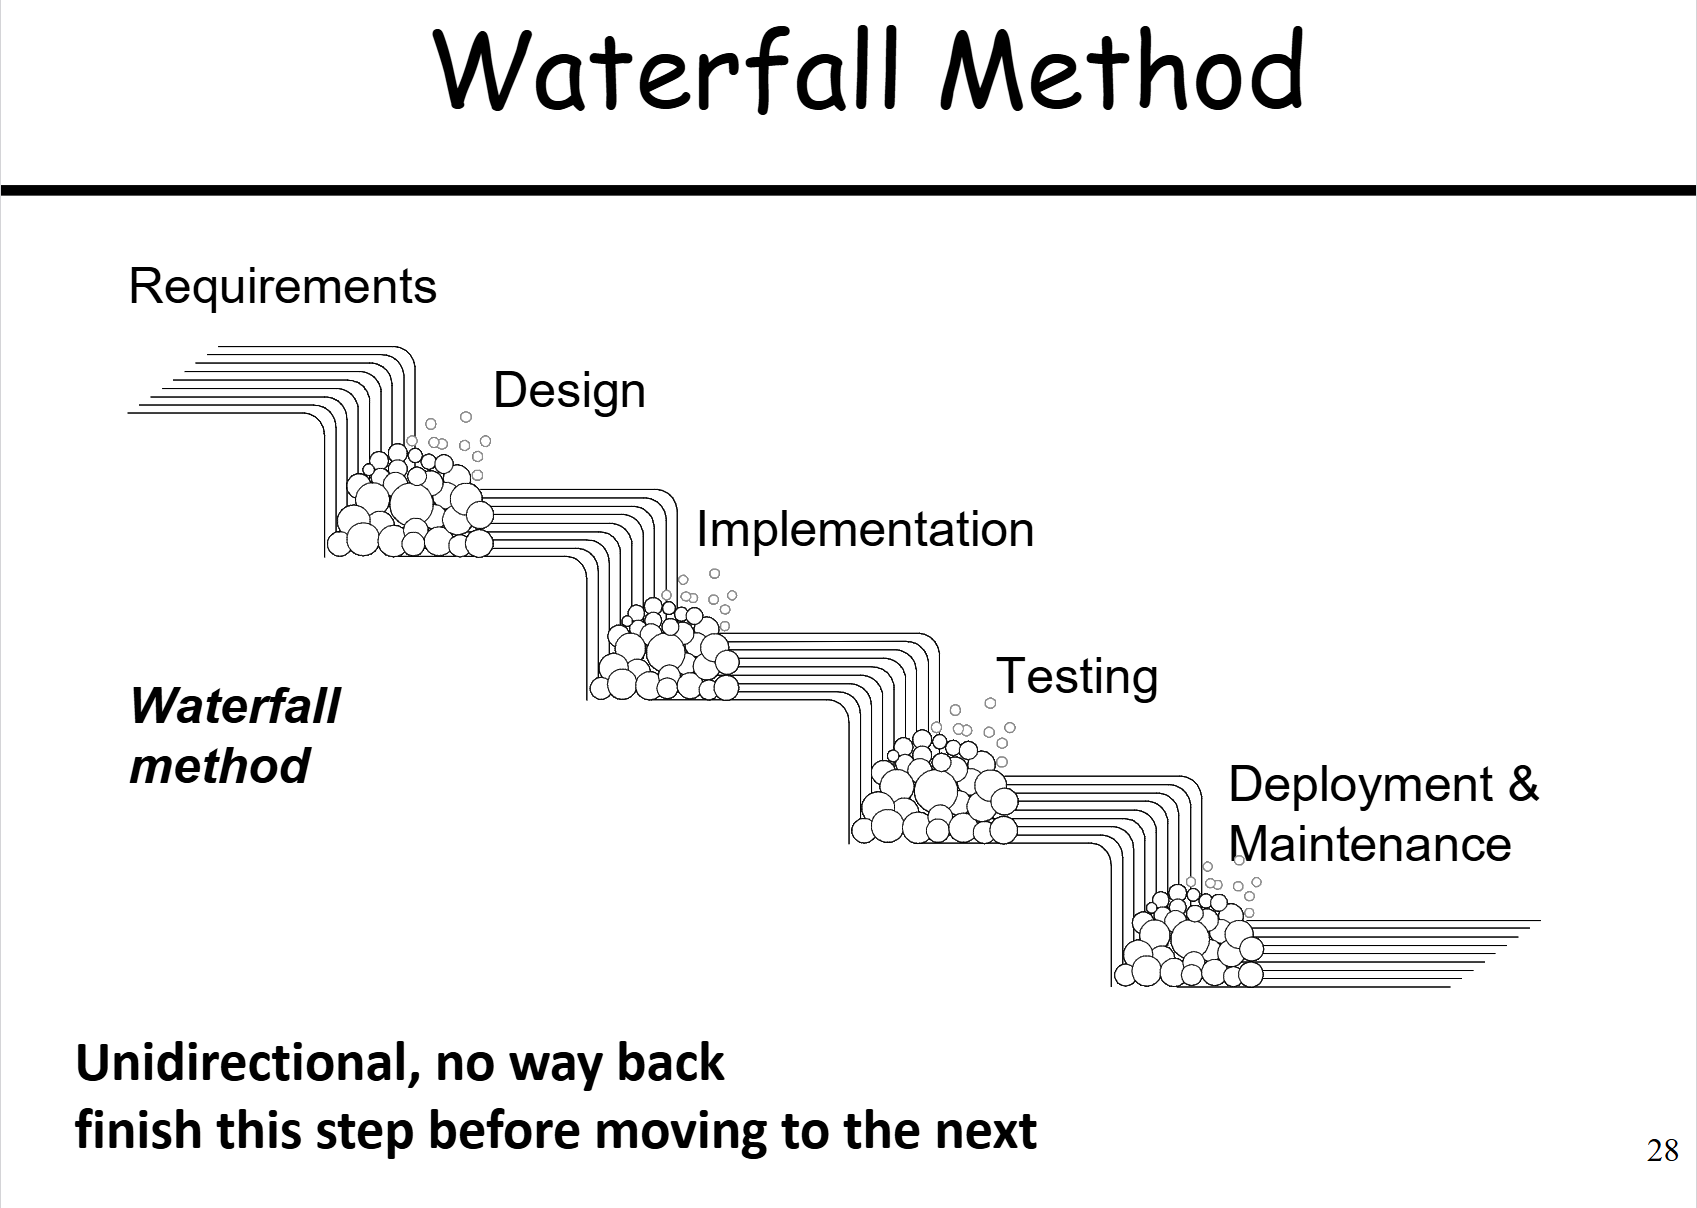 Waterfall Method
Requirements
Design
Implementation
Testing
Waterfall
method
Deployment &
Maintenance
Unidirectional, no way back
finish this step before moving to the next
28